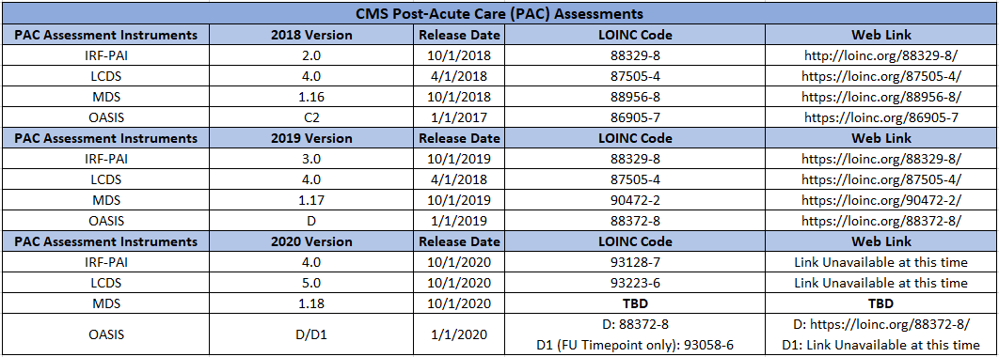 CMS Post-Acute Care (PAC) Assessments
PAC Assessment Instruments 2018 Version Release Date LOINC Code Web Link
IRF-PAI 2.0 10/1/2018 88329-8 http://loinc.org/88329-8/
LCDS 4.0 4/1/2018 87505-4 https://loinc.org/87505-4/
MDS 1.16 10/1/2018 88956-8 https://loinc.org/88956-8/
OASIS C2 1/1/2017 86905-7 https://loinc.org/86905-7
PAC Assessment Instruments 2019 Version Release Date LOINC Code Web Link
IRF-PAI 3.0 10/1/2019 88329-8 https://loinc.org/88329-8/
LCDS 4.0 4/1/2018 87505-4 https://loinc.org/87505-4/
MDS 1.17 10/1/2019 90472-2 https://loinc.org/90472-2/
OASIS D 1/1/2019 88372-8 https://loinc.org/88372-8/
PAC Assessment Instruments 2020 Version Release Date LOINC Code Web Link
IRF-PAI 4.0 10/1/2020 93128-7 Link Unavailable at this time
LCDS 5.0 10/1/2020 93223-6 Link Unavailable at this time
MDS 1.18 10/1/2020 TBD TBD
OASIS D/D1 1/1/2020 D: 88372-8 D: https://loinc.org/88372-8/
D1 (FU Timepoint only): 93058-6 D1: Link Unavailable at this time